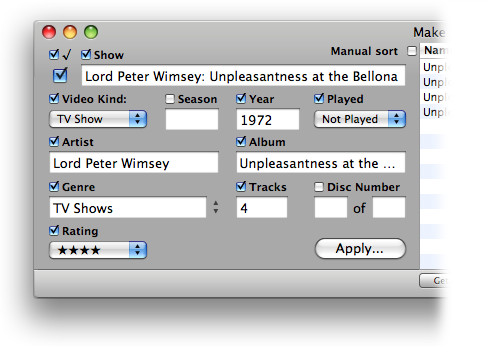 Make
√ Show Manual sort Nam
Lord Peter Wimsey: Unpleasantness at the Bellona
Unpl
Unpl
Unpl
Unpl
Video Kind: Season Year Played
TV Show 1972 Not Played
Artist Album
Lord Peter Wimsey Unpleasantness at the ...
Genre Tracks Disc Number
TV Shows 4 of
Rating
★★★★ Apply...
Ge